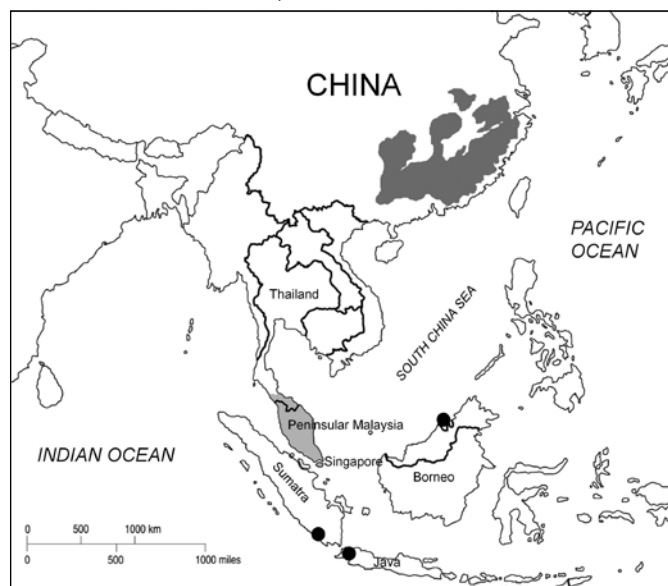 CHINA
PACIFIC
OCEAN
Thailand
SOUTH CHINA SEA
Peninsular Malaysia
INDIAN OCEAN
Singapore
Sumatra
Borneo
Java
0 500 1000 km
0 500 1000 miles